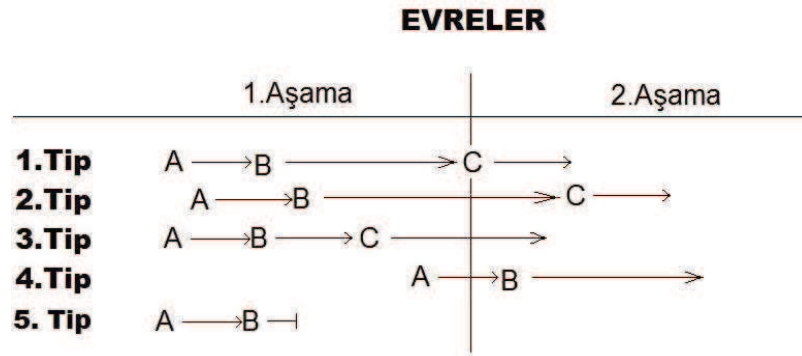 EVRELER
1.Aşama 2.Aşama
1.Tip A B C
2.Tip A B C
3.Tip A B C
4.Tip A B
5. Tip A B